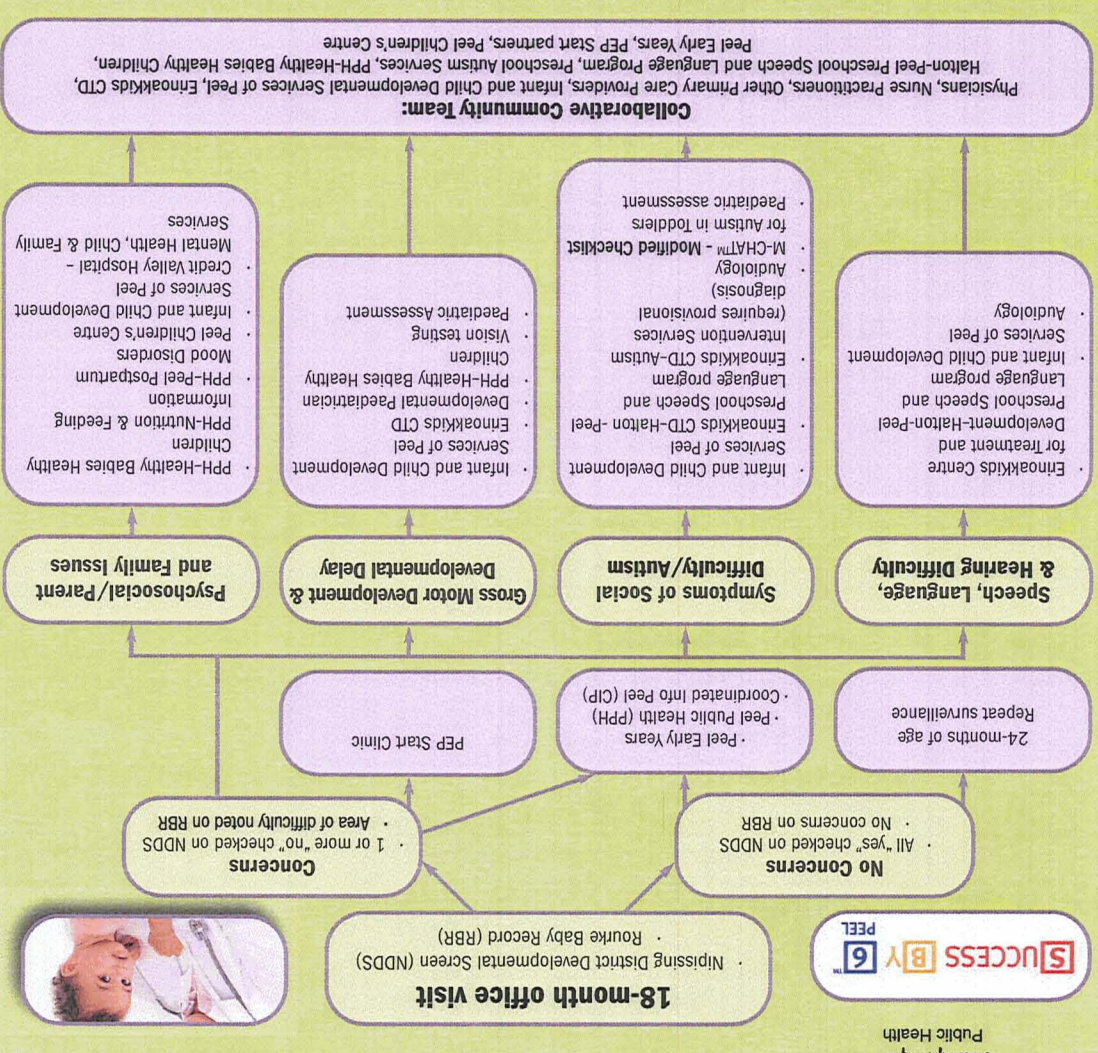 Public Health
SUCCESS BY 6™
PEEL
18-month office visit
· Nipissing District Developmental Screen (NDDS)
· Rourke Baby Record (RBR)
No Concerns
· All "yes" checked on NDDS
· No concerns on RBR
Concerns
· 1 or more "no" checked on NDDS
· Area of difficulty noted on RBR
24-months of age
Repeat surveillance
· Peel Early Years
· Peel Public Health (PPH)
· Coordinated Info Peel (CIP)
PEP Start Clinic
Speech, Language,
& Hearing Difficulty
Symptoms of Social
Difficulty/Autism
Gross Motor Development &
Developmental Delay
Psychosocial/Parent
and Family Issues
· ErinoakKids Centre
for Treatment and
Development-Halton-Peel
Preschool Speech and
Language program
· Infant and Child Development
Services of Peel
· Audiology
· Infant and Child Development
Services of Peel
· ErinoakKids CTD-Halton -Peel
Preschool Speech and
Language program
· ErinoakKids CTD-Autism
Intervention Services
(requires provisional
diagnosis)
· Audiology
· M-CHAT™ - Modified Checklist
for Autism in Toddlers
· Paediatric assessment
· Infant and Child Development
Services of Peel
· ErinoakKids CTD
· Developmental Paediatrician
· PPH-Healthy Babies Healthy
Children
· Vision testing
· Paediatric Assessment
· PPH-Healthy Babies Healthy
Children
· PPH-Nutrition & Feeding
Information
· PPH-Peel Postpartum
Mood Disorders
· Peel Children's Centre
· Infant and Child Development
Services of Peel
· Credit Valley Hospital –
Mental Health, Child & Family
Services
Collaborative Community Team:
Physicians, Nurse Practitioners, Other Primary Care Providers, Infant and Child Developmental Services of Peel, ErinoakKids CTD,
Halton-Peel Preschool Speech and Language Program, Preschool Autism Services, PPH-Healthy Babies Healthy Children,
Peel Early Years, PEP Start partners, Peel Children's Centre